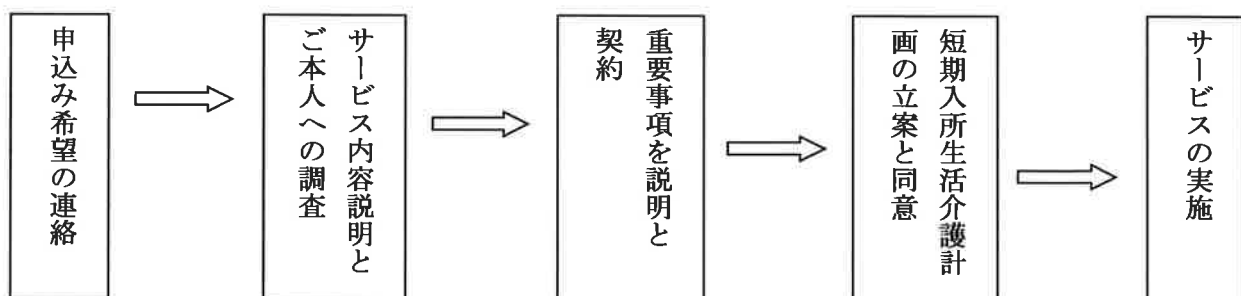 申込み希望の連絡
サービス内容説明と
ご本人への調査
重要事項を説明と
契約
短期入所生活介護計
画の立案と同意
サービスの実施